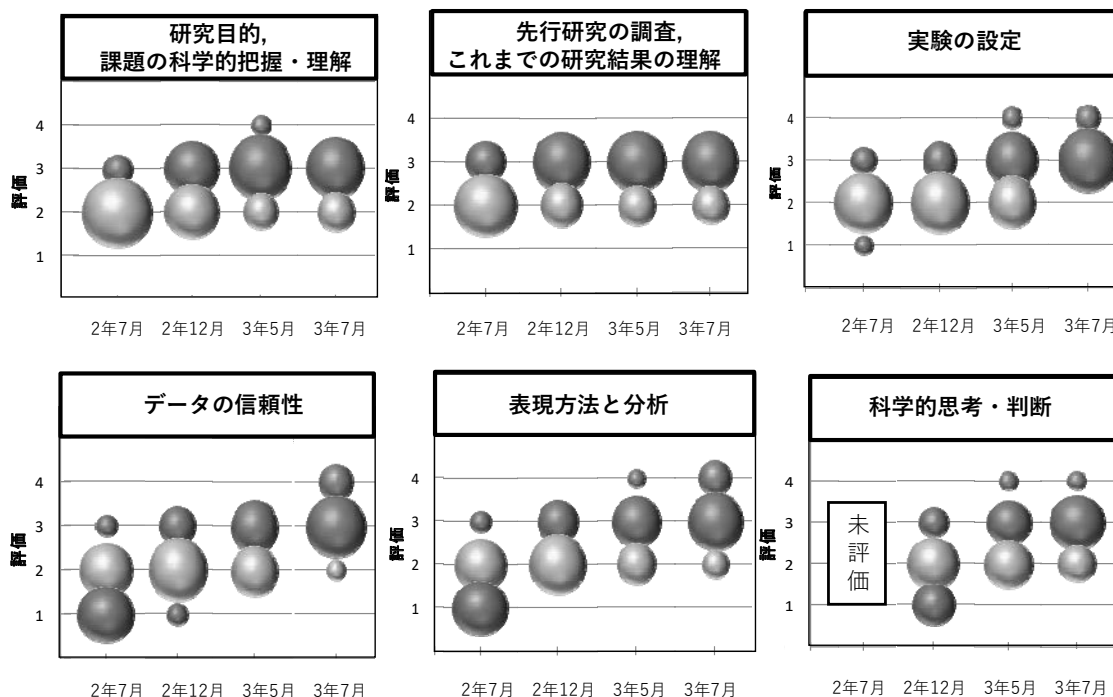 研究目的,
課題の科学的把握・理解
先行研究の調査,
これまでの研究結果の理解
実験の設定
評価
4
3
2
1
2年7月 2年12月 3年5月 3年7月
評価
4
3
2
1
2年7月 2年12月 3年5月 3年7月
評価
4
3
2
1
2年7月 2年12月 3年5月 3年7月
データの信頼性
表現方法と分析
科学的思考・判断
評価
4
3
2
1
2年7月 2年12月 3年5月 3年7月
評価
4
3
2
1
2年7月 2年12月 3年5月 3年7月
評価
4
3
2
1
未評価
2年7月 2年12月 3年5月 3年7月